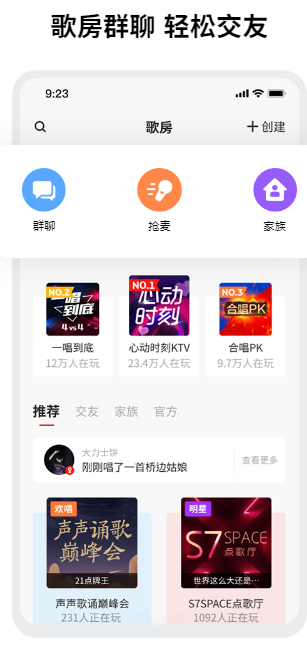 歌房群聊 轻松交友
9:23
歌房
创建
群聊
抢麦
家族
NO.2
一唱到底
4 vs 4
NO.1
心动时刻
NO.3
合唱PK
一唱到底
心动时刻KTV
合唱PK
12万人在玩
23.4万人在玩
9.7万人在玩
推荐 交友 家族 官方
大力士饼
刚刚唱了一首桥边姑娘
查看更多
欢唱
声声诵歌
巅峰会
21点牌王
明星
S7SPACE
点歌厅
世界这么大还是…
声声歌诵巅峰会
S7SPACE点歌厅
231人正在玩
1092人正在玩